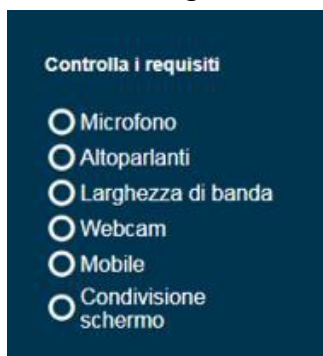 Controlla i requisiti
Microfono
Altoparlanti
Larghezza di banda
Webcam
Mobile
Condivisione
schermo